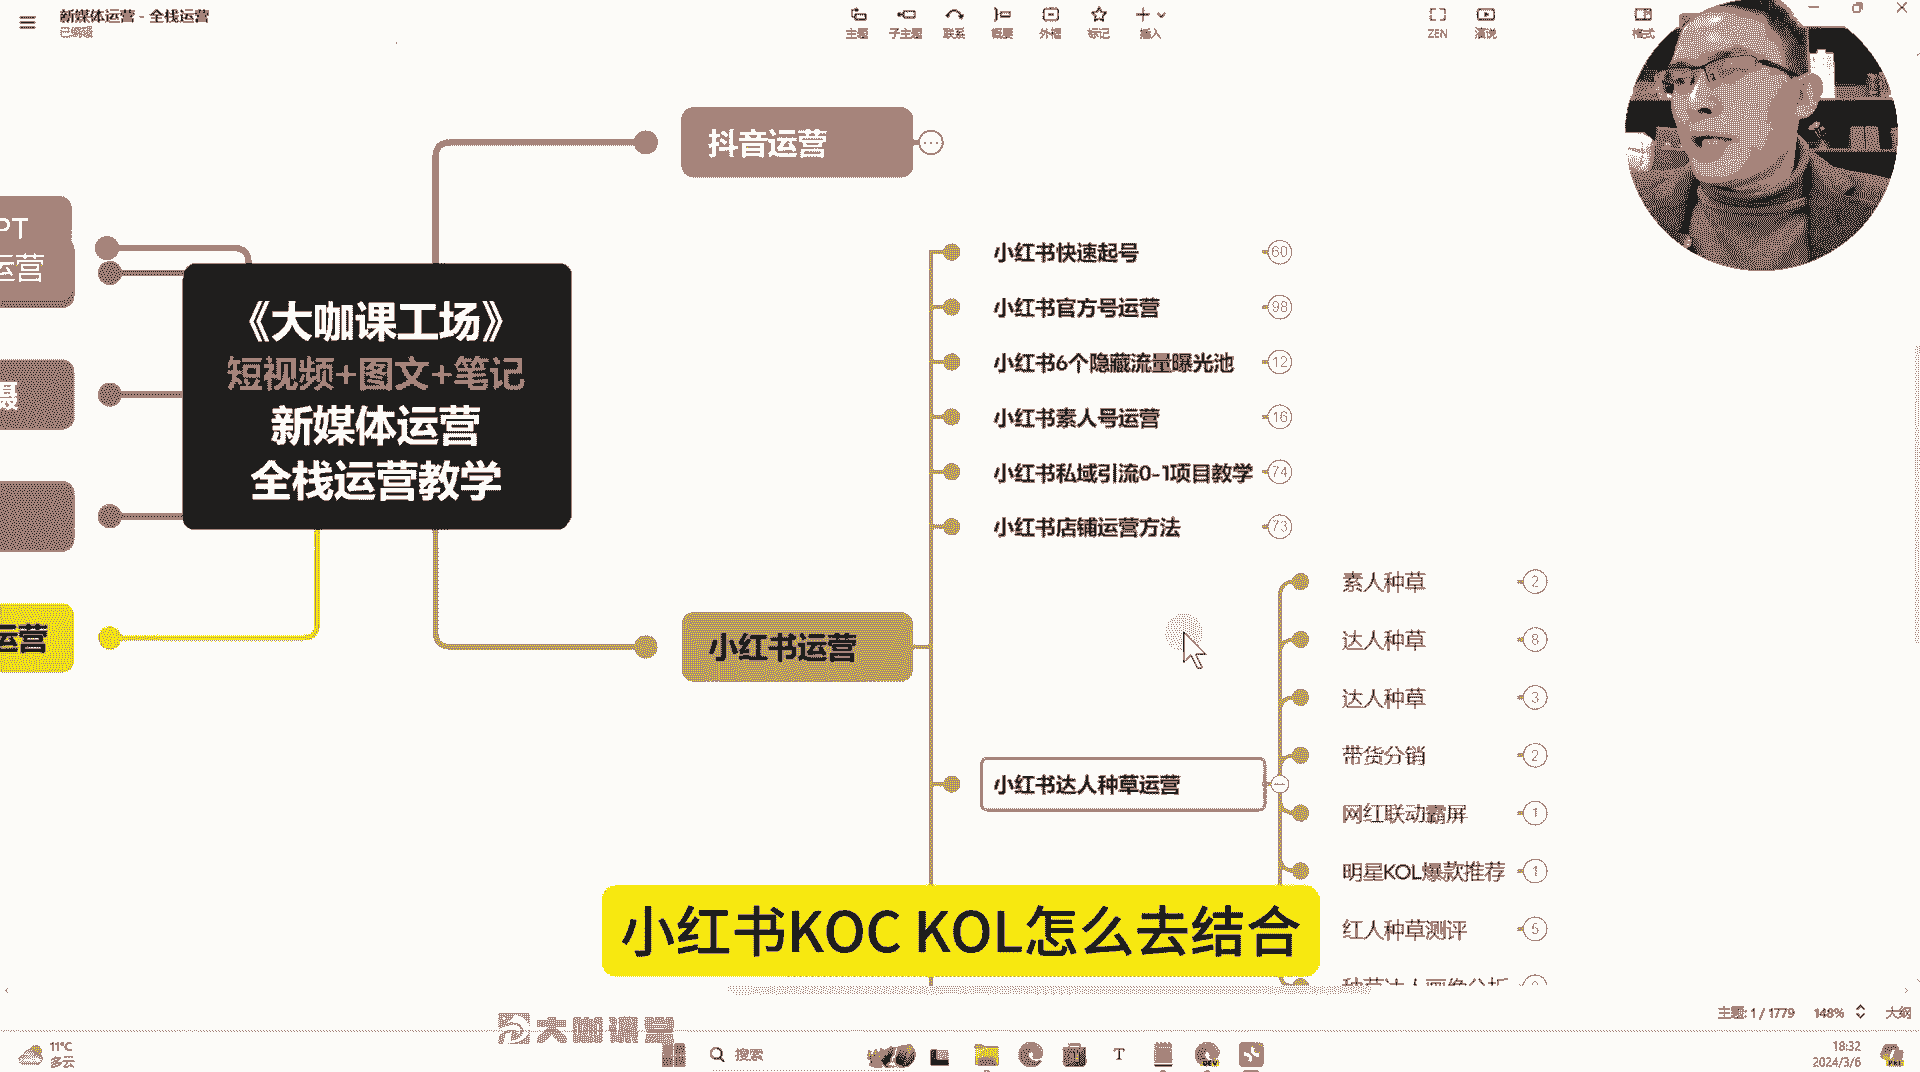 新媒体运营 - 全栈运营
已编辑
主题
子主题
联系
概要
外框
标记
插入
ZEN
演说
格式
抖音运营
PT
运营
摄
运营
《大咖课工场》
短视频+图文+笔记
新媒体运营
全栈运营教学
小红书运营
小红书快速起号
60
小红书官方号运营
98
小红书6个隐藏流量曝光池
12
小红书素人号运营
16
小红书私域引流0-1项目教学
74
小红书店铺运营方法
73
小红书达人种草运营
素人种草
2
达人种草
8
达人种草
3
带货分销
2
网红联动霸屏
1
明星KOL爆款推荐
1
红人种草测评
5
种草达人画像分析
小红书KOC KOL怎么去结合
主题: 1 / 1779
148%
大纲
大咖课堂
11°C
多云
搜索
T
DEV
18:32
2024/3/6